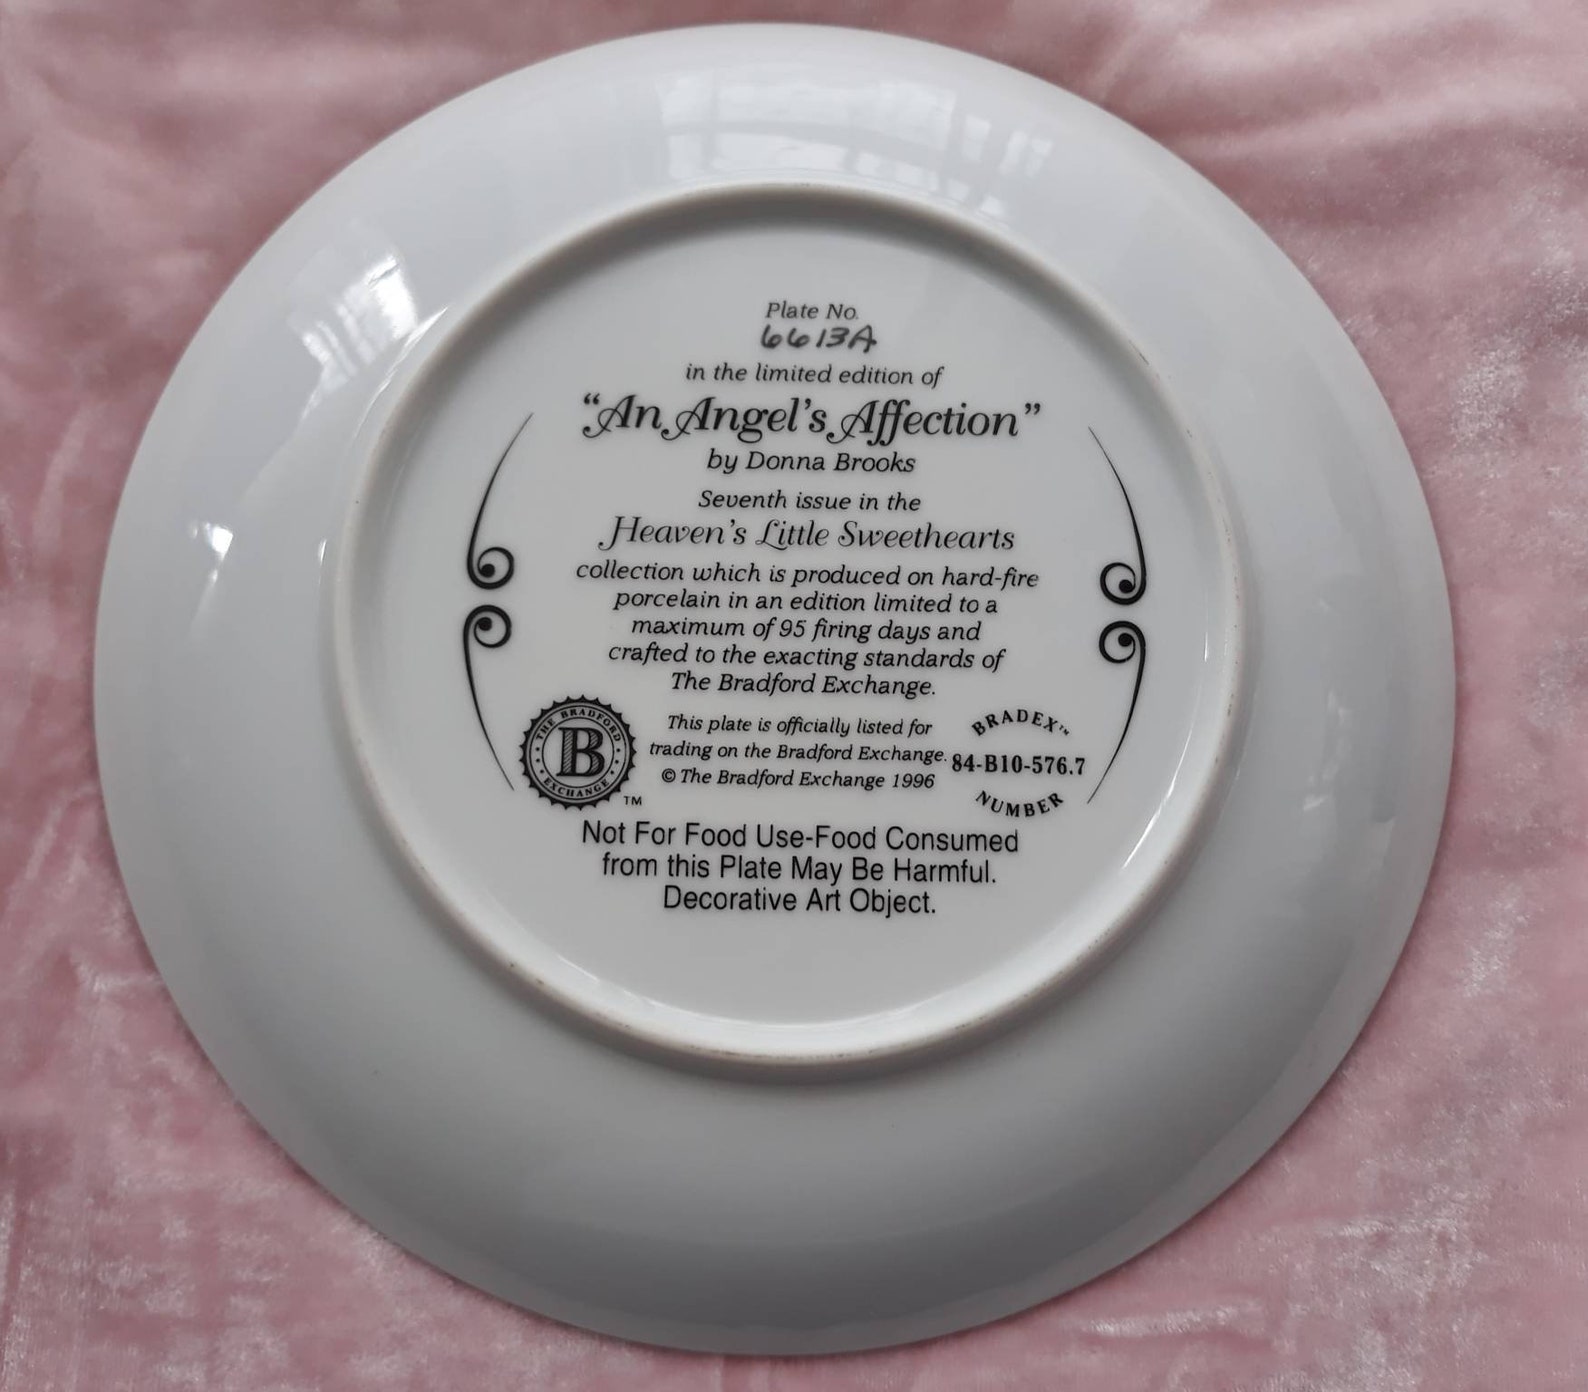 Plate No.
6613A
in the limited edition of
“An Angel's Affection”
by Donna Brooks
Seventh issue in the
Heaven's Little Sweethearts
collection which is produced on hard-fire
porcelain in an edition limited to a
maximum of 95 firing days and
crafted to the exacting standards of
The Bradford Exchange.
THE BRADFORD
B
EXCHANGE
TM
This plate is officially listed for
trading on the Bradford Exchange.
© The Bradford Exchange 1996
BRADEX™
84-B10-576.7
NUMBER
Not For Food Use-Food Consumed
from this Plate May Be Harmful.
Decorative Art Object.